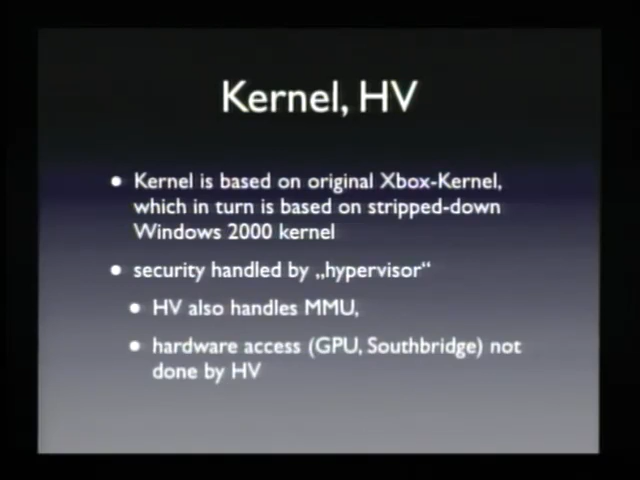 Kernel, HV
• Kernel is based on original Xbox-Kernel,
which in turn is based on stripped-down
Windows 2000 kernel
• security handled by „hypervisor“
• HV also handles MMU,
• hardware access (GPU, Southbridge) not
done by HV